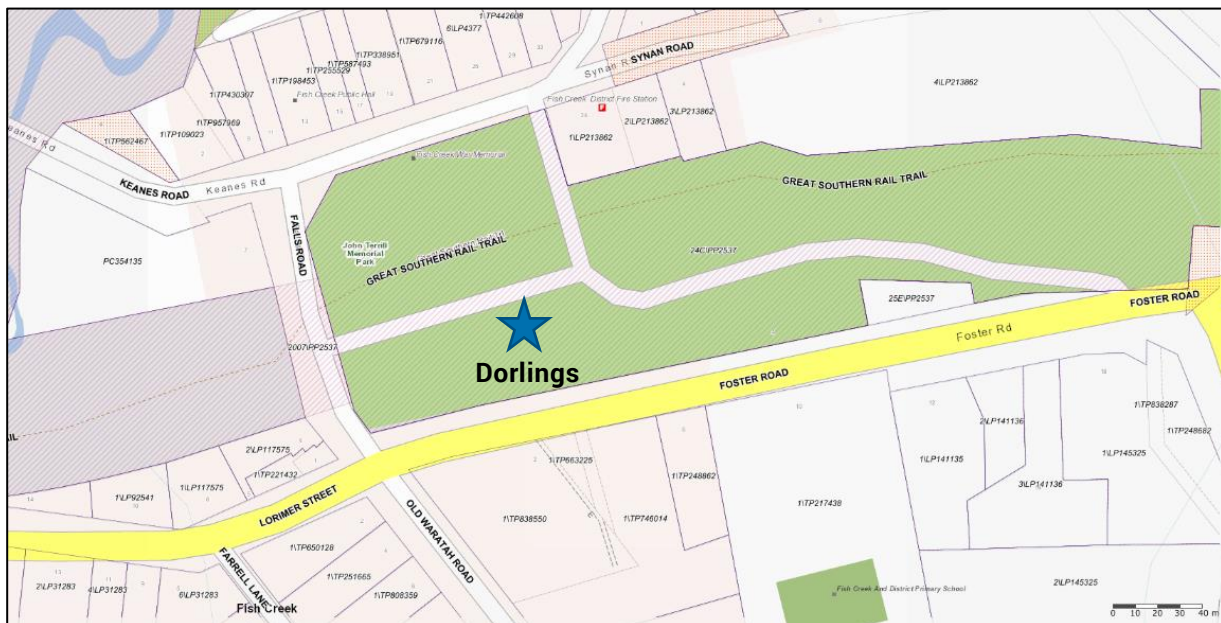 1\TP442608
6\LP4377
1\TP679116
1\TP338951
1\TP587493
1\TP255529
1\TP198453
1\TP430307
1\TP957969
1\TP109023
1\TP562467
Fish Creek Public Hall
SYNAN ROAD
Synan R
Fish Creek District Fire Station
F
4\LP213862
3\LP213862
2\LP213862
1\LP213862
Keanes Rd
KEANES ROAD
Keanes Rd
Fish Creek War Memorial
GREAT SOUTHERN RAIL TRAIL
FALLS ROAD
John Terrill
Memorial
Park
GREAT SOUTHERN RAIL TRAIL
PC354135
24C\PP2537
25E\PP2537
FOSTER ROAD
Foster Rd
2007\PP2537
Dorlings
FOSTER ROAD
AIL
2\LP117575
1\TP221432
1\LP117575
1\LP92541
LORIMER STREET
OLD WARATAH ROAD
FARRELL LANE
1\TP663225
1\TP248862
1\TP838550
1\TP746014
1\TP217438
1\LP141135
2\LP141136
3\LP141136
1\TP838287
1\TP248682
1\LP145325
2\LP145325
1\TP650128
1\TP251665
1\TP808359
2\LP31283
4\LP31283
6\LP31283
Fish Creek
Fish Creek And District Primary School
0 10 20 30 40 m